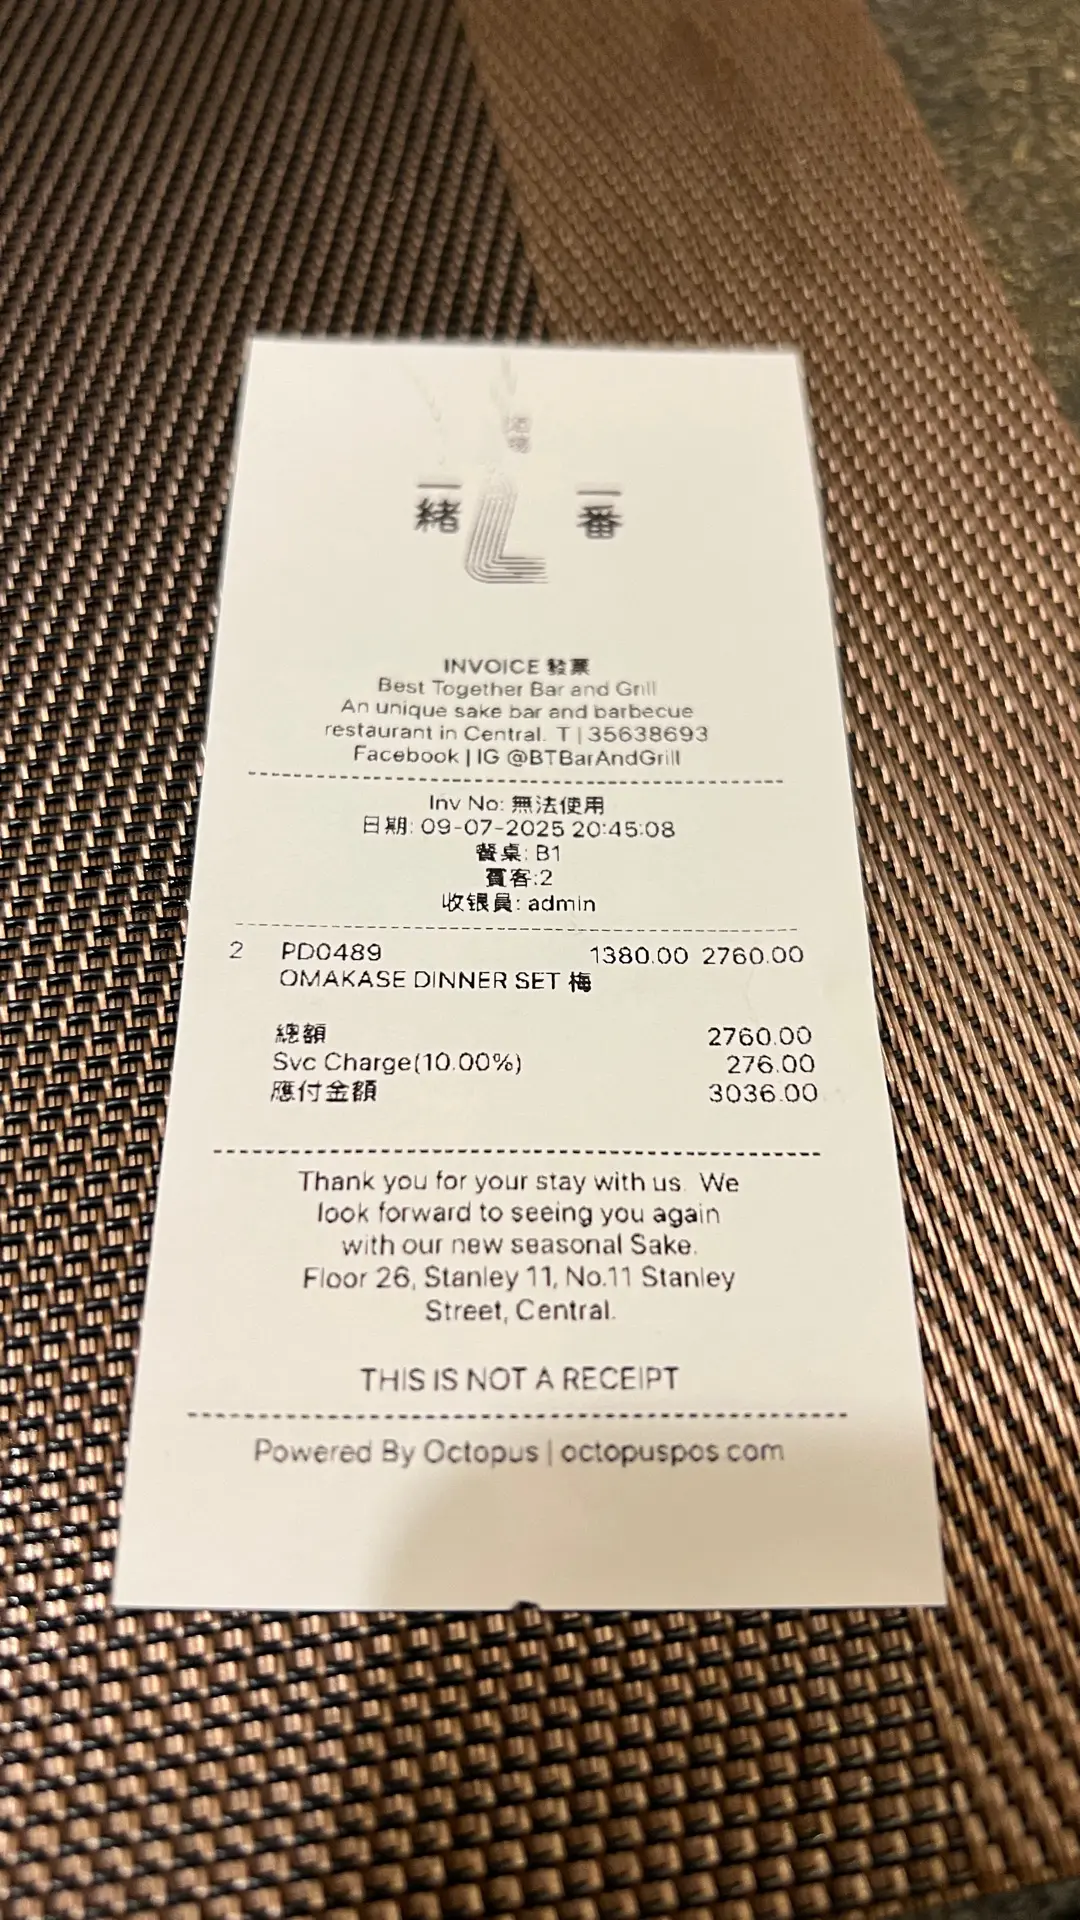 酒場
一緒
一番
INVOICE 發票
Best Together Bar and Grill
An unique sake bar and barbecue
restaurant in Central. T | 35638693
Facebook | IG @BTBarAndGrill
Inv No: 無法使用
日期: 09-07-2025 20:45:08
餐桌: B1
賓客:2
收银員: admin
2 PD0489 1380.00 2760.00
OMAKASE DINNER SET 梅
總額 2760.00
Svc Charge(10.00%) 276.00
應付金額 3036.00
Thank you for your stay with us. We
look forward to seeing you again
with our new seasonal Sake.
Floor 26, Stanley 11, No.11 Stanley
Street, Central.
THIS IS NOT A RECEIPT
Powered By Octopus | octopuspos.com